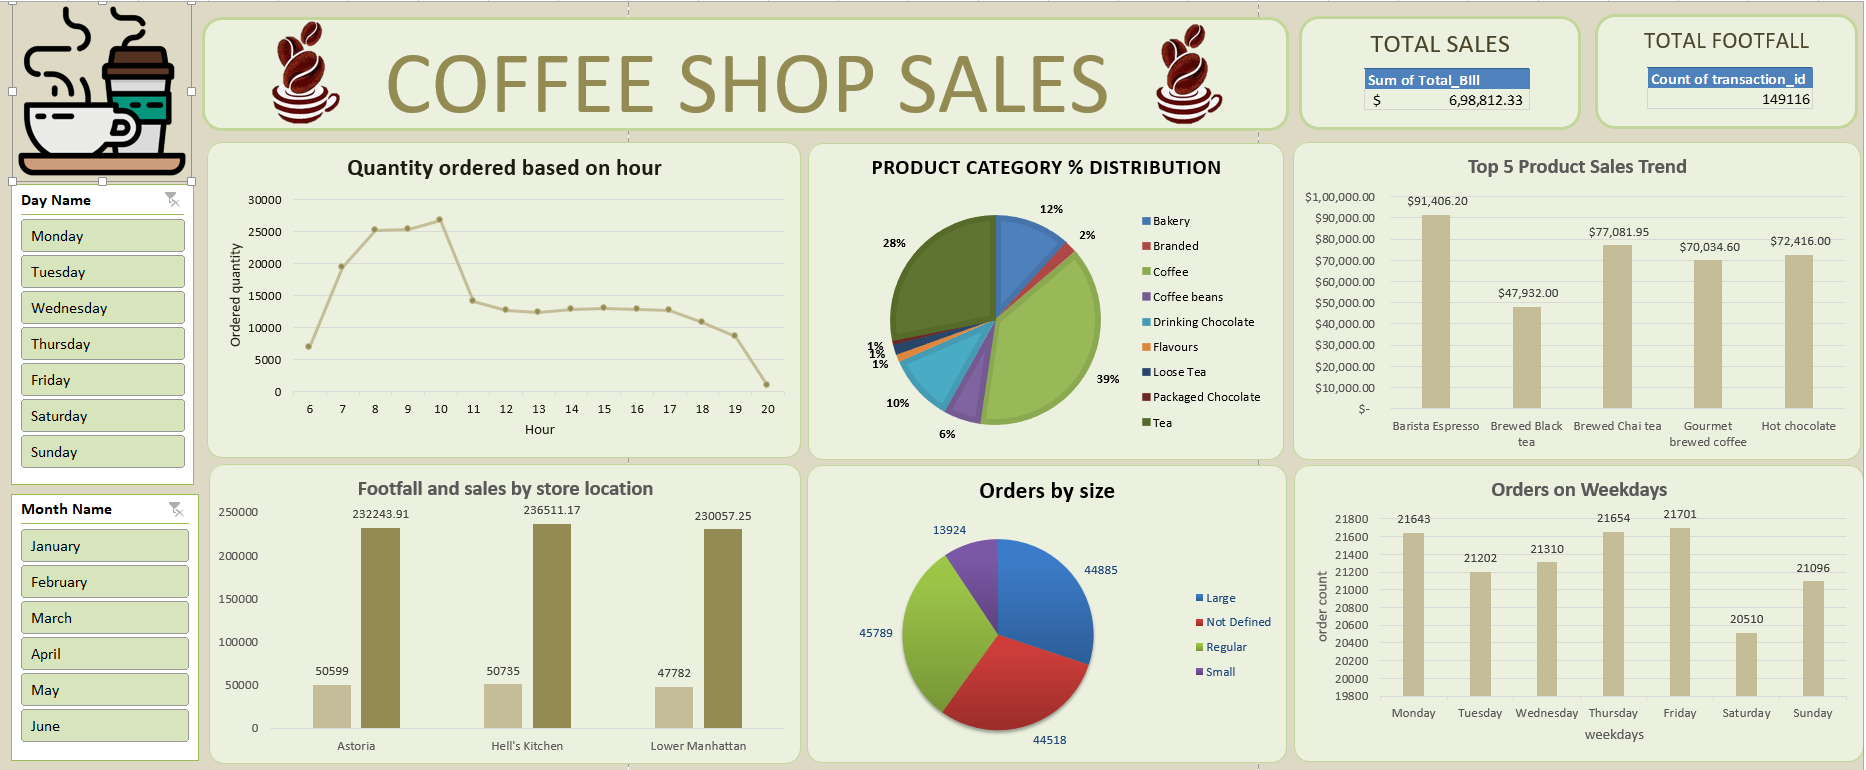 COFFEE SHOP SALES
TOTAL SALES
Sum of Total_BIll
$ 6,98,812.33
TOTAL FOOTFALL
Count of transaction_id
149116
Day Name
Monday
Tuesday
Wednesday
Thursday
Friday
Saturday
Sunday
Month Name
January
February
March
April
May
June
Quantity ordered based on hour
Ordered quantity
30000
25000
20000
15000
10000
5000
0
6 7 8 9 10 11 12 13 14 15 16 17 18 19 20
Hour
PRODUCT CATEGORY % DISTRIBUTION
12%
2%
39%
6%
10%
1%
1%
1%
28%
Bakery
Branded
Coffee
Coffee beans
Drinking Chocolate
Flavours
Loose Tea
Packaged Chocolate
Tea
Top 5 Product Sales Trend
$1,00,000.00
$90,000.00
$80,000.00
$70,000.00
$60,000.00
$50,000.00
$40,000.00
$30,000.00
$20,000.00
$10,000.00
$-
$91,406.20
$47,932.00
$77,081.95
$70,034.60
$72,416.00
Barista Espresso
Brewed Black
tea
Brewed Chai tea
Gourmet
brewed coffee
Hot chocolate
Footfall and sales by store location
250000
200000
150000
100000
50000
0
50599
232243.91
50735
236511.17
47782
230057.25
Astoria
Hell's Kitchen
Lower Manhattan
Orders by size
13924
44885
45789
44518
Large
Not Defined
Regular
Small
Orders on Weekdays
order count
21800
21600
21400
21200
21000
20800
20600
20400
20200
20000
19800
21643
21202
21310
21654
21701
20510
21096
Monday
Tuesday
Wednesday
Thursday
Friday
Saturday
Sunday
weekdays